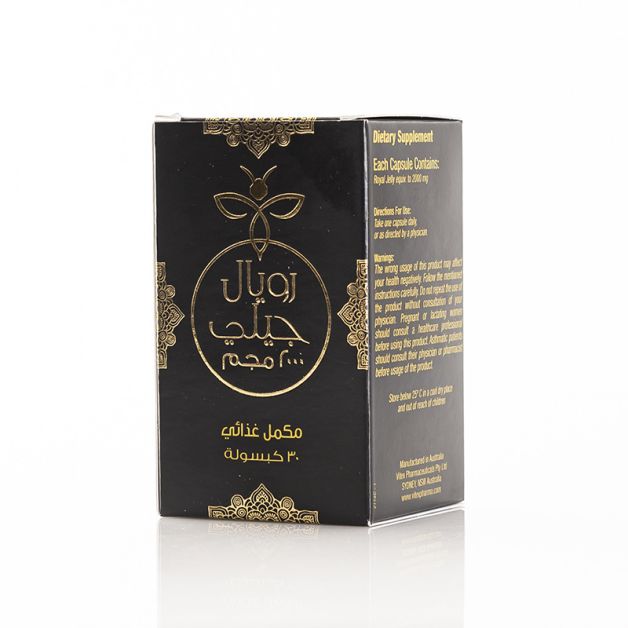 رويال
جيلي
٢٠٠٠ مجم
مكمل غذائي
٣٠ كبسولة
Dietary Supplement
Each Capsule Contains:
Royal Jelly equiv. to 2000 mg
Directions For Use:
Take one capsule daily,
or as directed by a physician.
Warnings:
The wrong usage of this product may affect
your health negatively. Follow the mentioned
instructions carefully. Do not repeat the use of
the product without consultation of your
physician. Pregnant or lactating women
should consult a healthcare professional
before using this product. Asthmatic patients
should consult their physician or pharmacist
before usage of the product.
Store below 25° C in a cool dry place
and out of reach of children
Manufactured in Australia
Vitex Pharmaceuticals Pty Ltd
SYDNEY, NSW Australia
www.vitexpharma.com